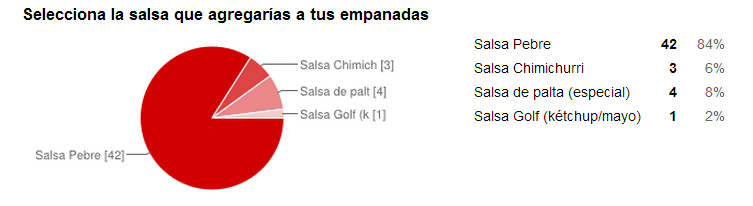 Selecciona la salsa que agregarías a tus empanadas
Salsa Chimich [3]
Salsa de palt [4]
Salsa Golf (k [1]
Salsa Pebre [42]
Salsa Pebre 42 84%
Salsa Chimichurri 3 6%
Salsa de palta (especial) 4 8%
Salsa Golf (kétchup/mayo) 1 2%